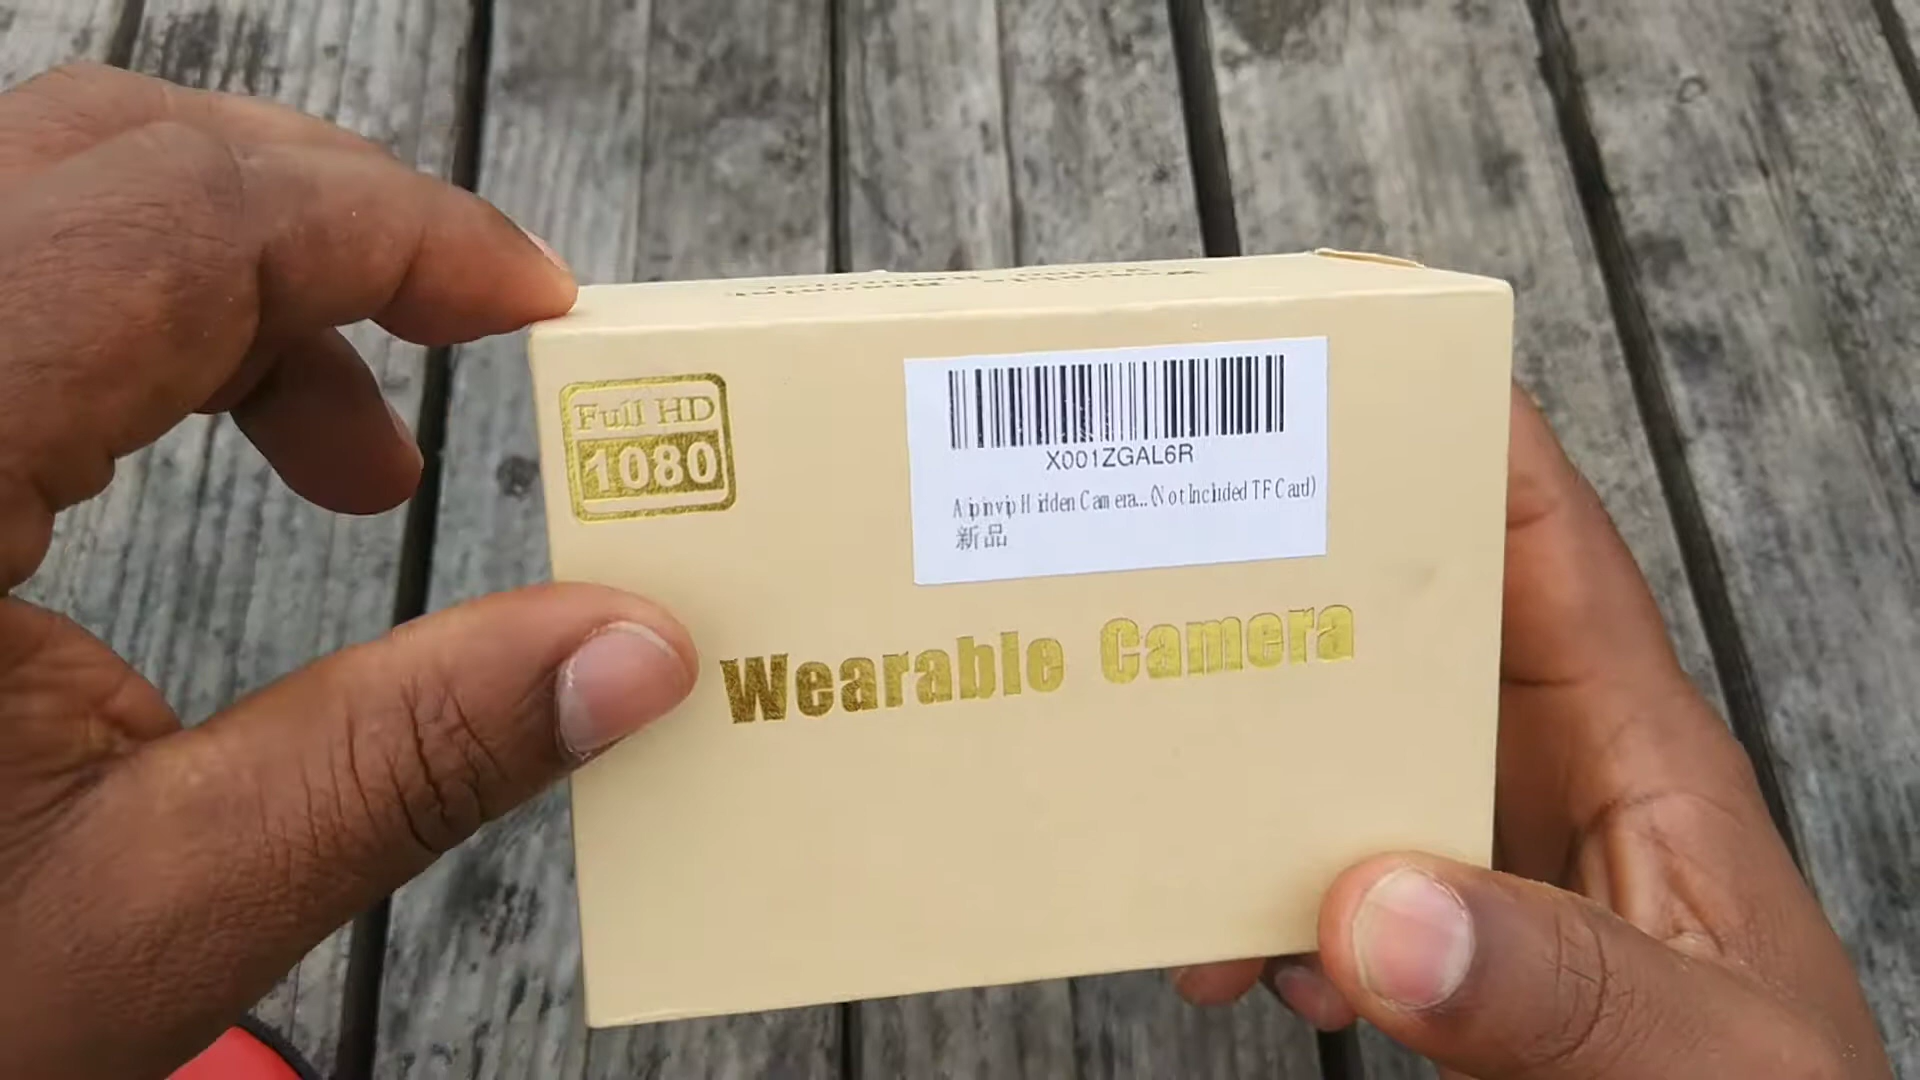 Full HD
1080
X001ZGAL6R
Aipinvip Hidden Camera...(Not Included TF Card)
新品
Wearable Camera